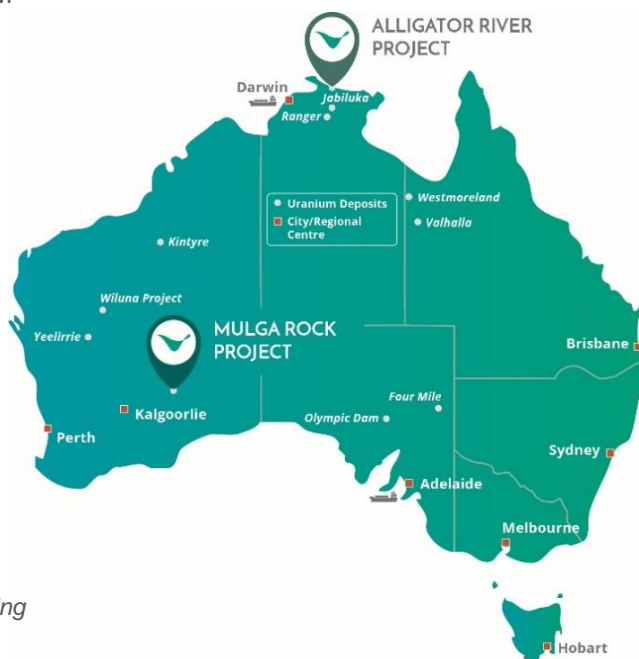 ALLIGATOR RIVER
PROJECT
Darwin
Jabiluka
Ranger
Uranium Deposits
City/Regional
Centre
Westmoreland
Valhalla
Kintyre
Wiluna Project
Yeelirrie
MULGA ROCK
PROJECT
Brisbane
Four Mile
Olympic Dam
Kalgoorlie
Perth
Sydney
Adelaide
Melbourne
Hobart